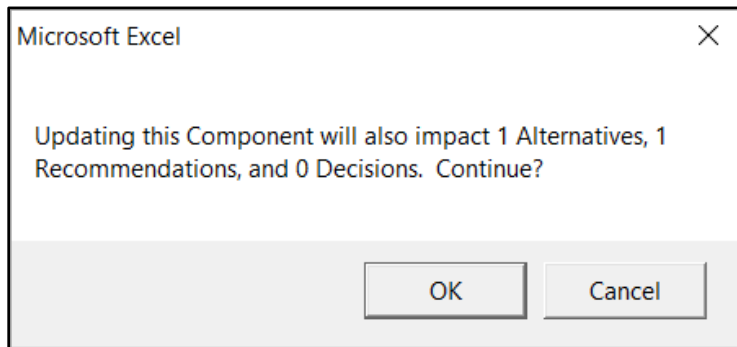 Microsoft Excel
Updating this Component will also impact 1 Alternatives, 1
Recommendations, and 0 Decisions.  Continue?
OK
Cancel